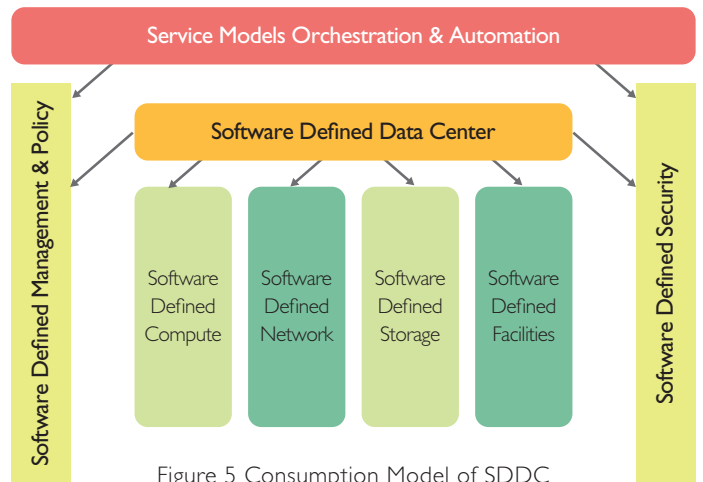 Service Models Orchestration & Automation
Software Defined Management & Policy
Software Defined Data Center
Software
Defined
Compute
Software
Defined
Network
Software
Defined
Storage
Software
Defined
Facilities
Software Defined Security
Figure 5 Consumption Model of SDDC